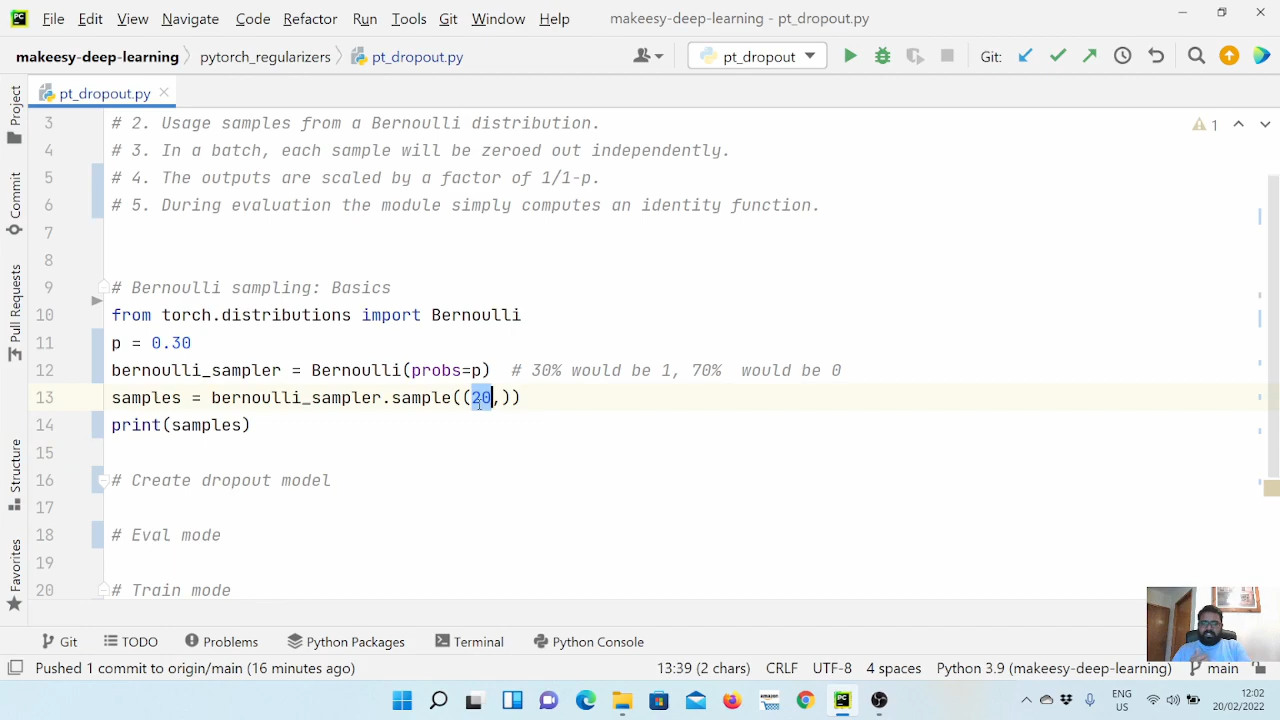 File Edit View Navigate Code Refactor Run Tools Git Window Help makeesy-deep-learning - pt_dropout.py
makeesy-deep-learning pytorch_regularizers pt_dropout.py pt_dropout Git:
pt_dropout.py
3 # 2. Usage samples from a Bernoulli distribution.
1
4 # 3. In a batch, each sample will be zeroed out independently.
5 # 4. The outputs are scaled by a factor of 1/1-p.
6 # 5. During evaluation the module simply computes an identity function.
7
8
9 # Bernoulli sampling: Basics
10 from torch.distributions import Bernoulli
11 p = 0.30
12 bernoulli_sampler = Bernoulli(probs=p)  # 30% would be 1, 70%  would be 0
13 samples = bernoulli_sampler.sample((20,))
14 print(samples)
15
16 # Create dropout model
17
18 # Eval mode
19
20 # Train mode
Project
Commit
Pull Requests
Structure
Favorites
Git TODO Problems Python Packages Terminal Python Console
Pushed 1 commit to origin/main (16 minutes ago) 13:39 (2 chars) CRLF UTF-8 4 spaces Python 3.9 (makeesy-deep-learning) main
ENG
US
12:02
20/02/2022